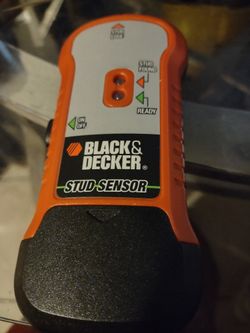 STUD
FOUND
READY
ON
OFF
BLACK&
DECKER®
STUD·SENSOR